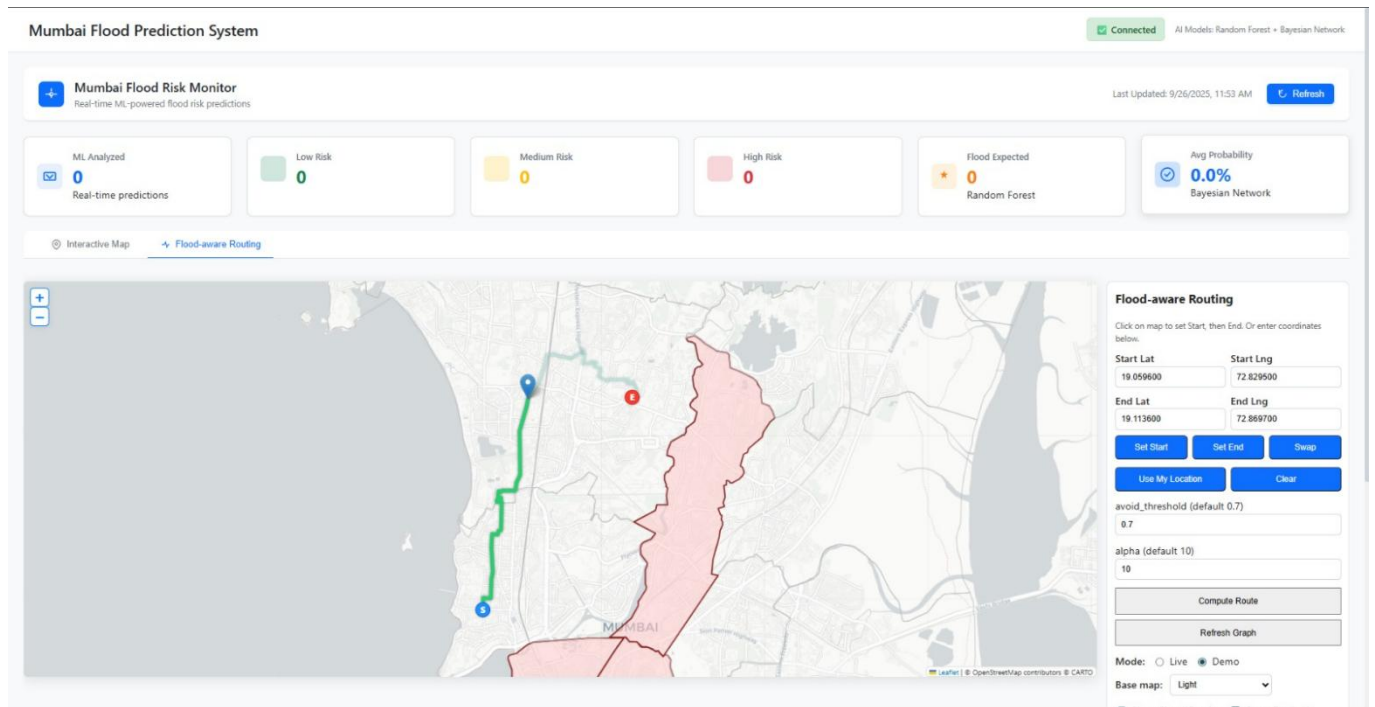 Mumbai Flood Prediction System
✅ Connected
AI Models: Random Forest + Bayesian Network
Mumbai Flood Risk Monitor
Real-time ML-powered flood risk predictions
Last Updated: 9/26/2025, 11:53 AM
Refresh
ML Analyzed
0
Real-time predictions
Low Risk
0
Medium Risk
0
High Risk
0
Flood Expected
0
Random Forest
Avg Probability
0.0%
Bayesian Network
Interactive Map
Flood-aware Routing
+
−
E
S
MUMBAI
Leaflet | © OpenStreetMap contributors © CARTO
Flood-aware Routing
Click on map to set Start, then End. Or enter coordinates
below.
Start Lat Start Lng
19.059600 72.829500
End Lat End Lng
19.113600 72.869700
Set Start Set End Swap
Use My Location Clear
avoid_threshold (default 0.7)
0.7
alpha (default 10)
10
Compute Route
Refresh Graph
Mode: Live Demo
Base map: Light